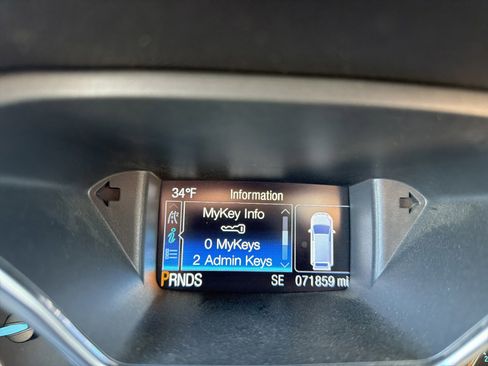 34°F Information
MyKey Info
0 MyKeys
2 Admin Keys
PRNDS SE 071859 mi